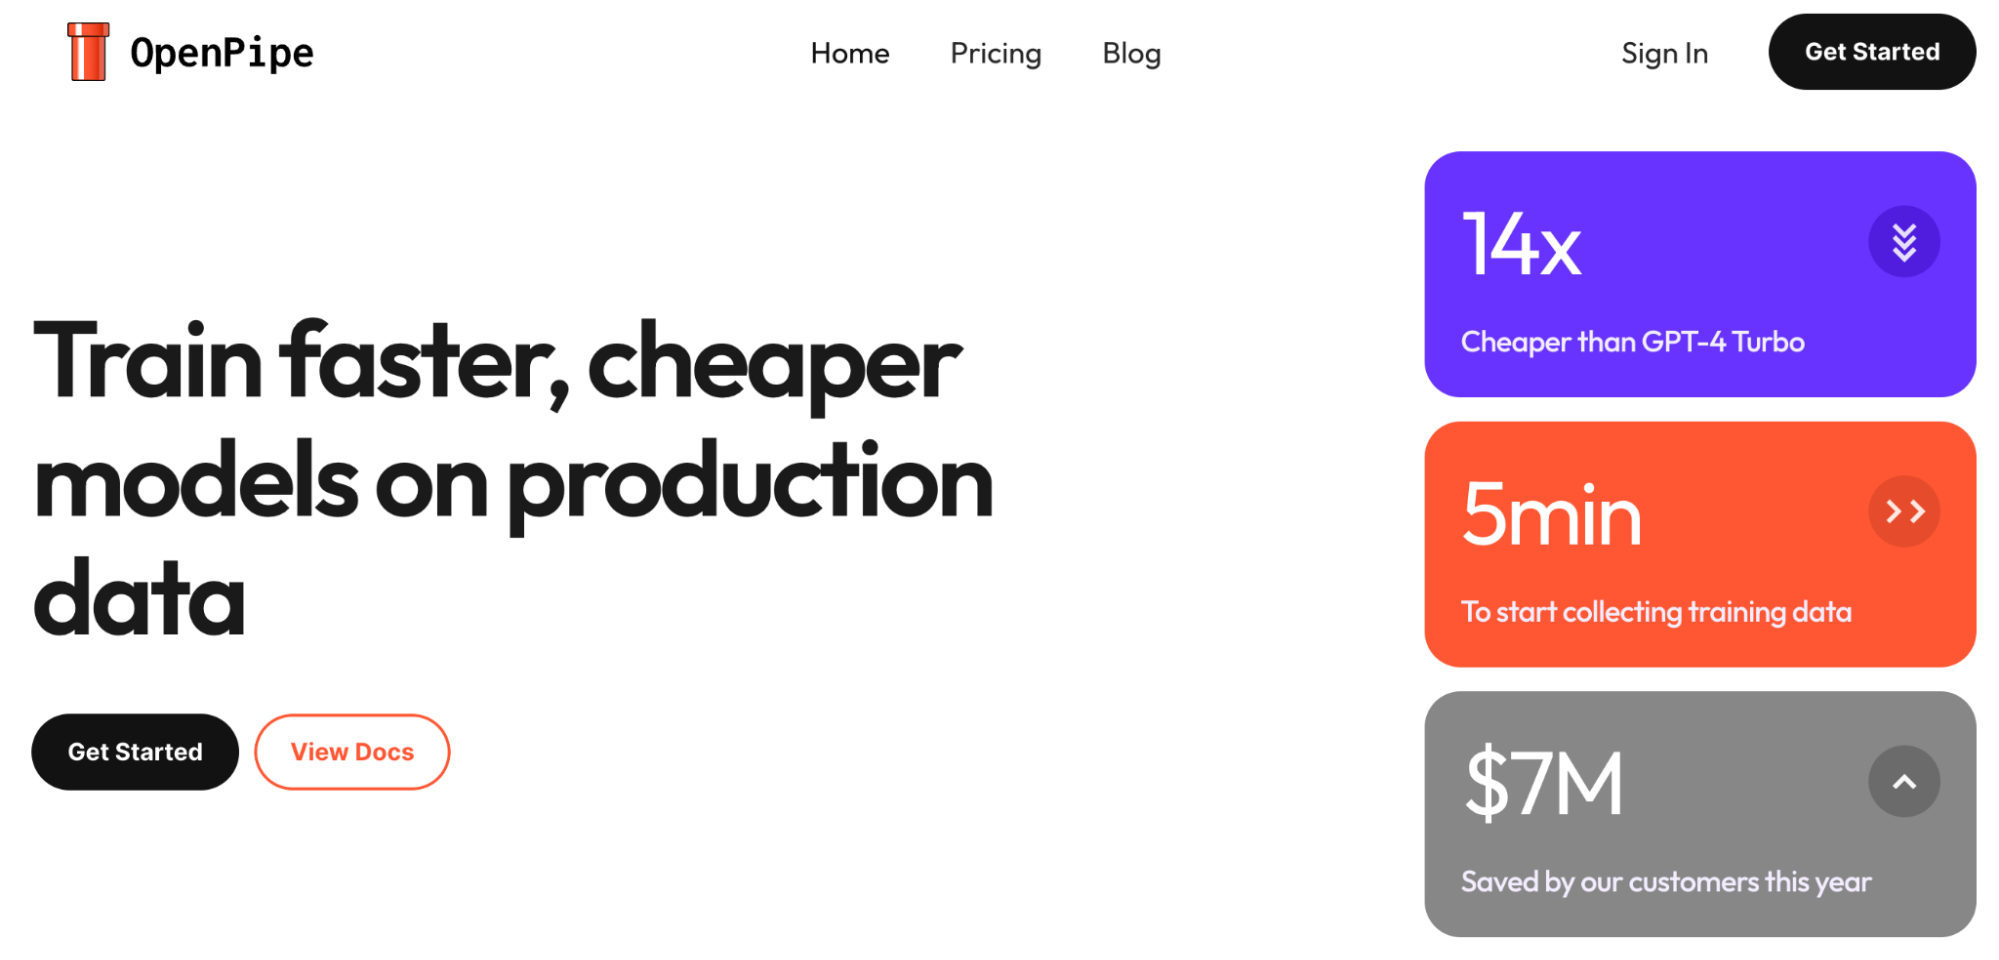 OpenPipe
Home Pricing Blog
Sign In Get Started
Train faster, cheaper
models on production
data
Get Started View Docs
14x
Cheaper than GPT-4 Turbo
5min
To start collecting training data
$7M
Saved by our customers this year